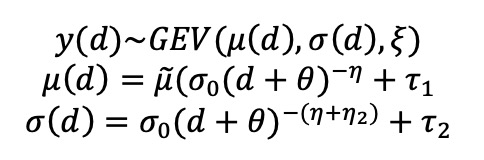 y(d)~GEV(μ(d), σ(d), ξ)
μ(d) = μ̃(σ₀(d + θ)^{-η} + τ₁
σ(d) = σ₀(d + θ)^{-(η+η₂)} + τ₂